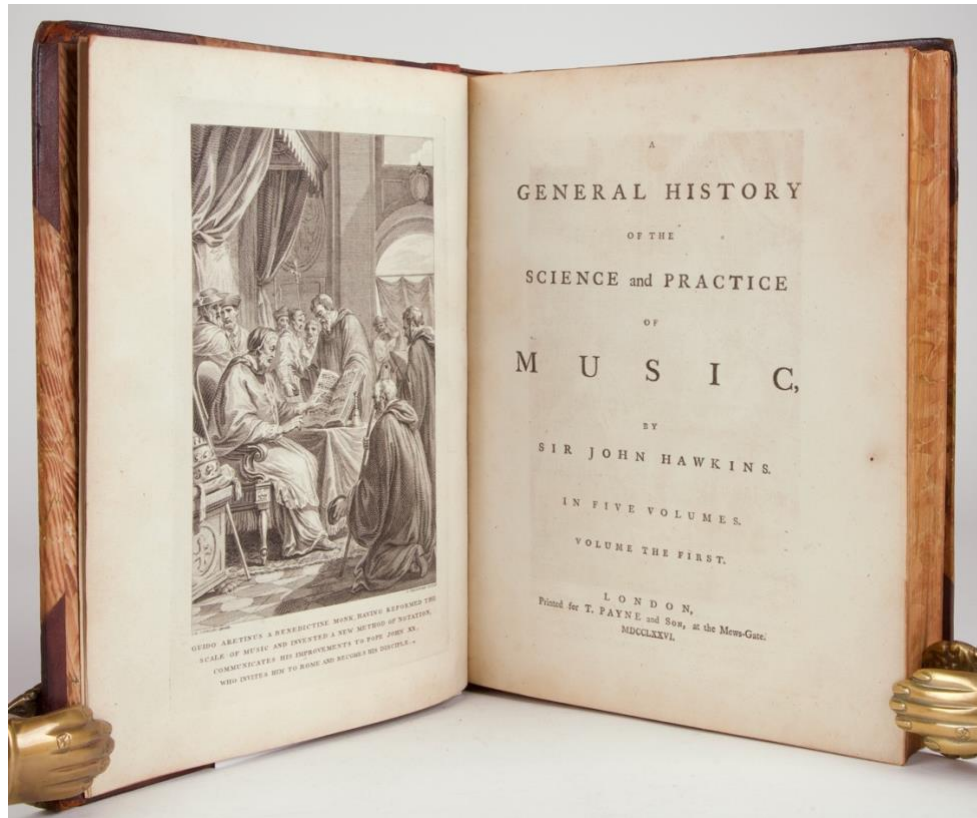 GUIDO ARETINUS A BENEDICTINE MONK, HAVING REFORMED THE
SCALE OF MUSIC AND INVENTED A NEW METHOD OF NOTATION,
COMMUNICATES HIS IMPROVEMENTS TO POPE JOHN XX.
WHO INVITES HIM TO ROME AND BECOMES HIS DISCIPLE.
A
GENERAL HISTORY
OF THE
SCIENCE and PRACTICE
OF
MUSIC,
BY
SIR JOHN HAWKINS.
IN FIVE VOLUMES.
VOLUME THE FIRST.
LONDON,
Printed for T. PAYNE and SON, at the Mews-Gate.
MDCCLXXVI.